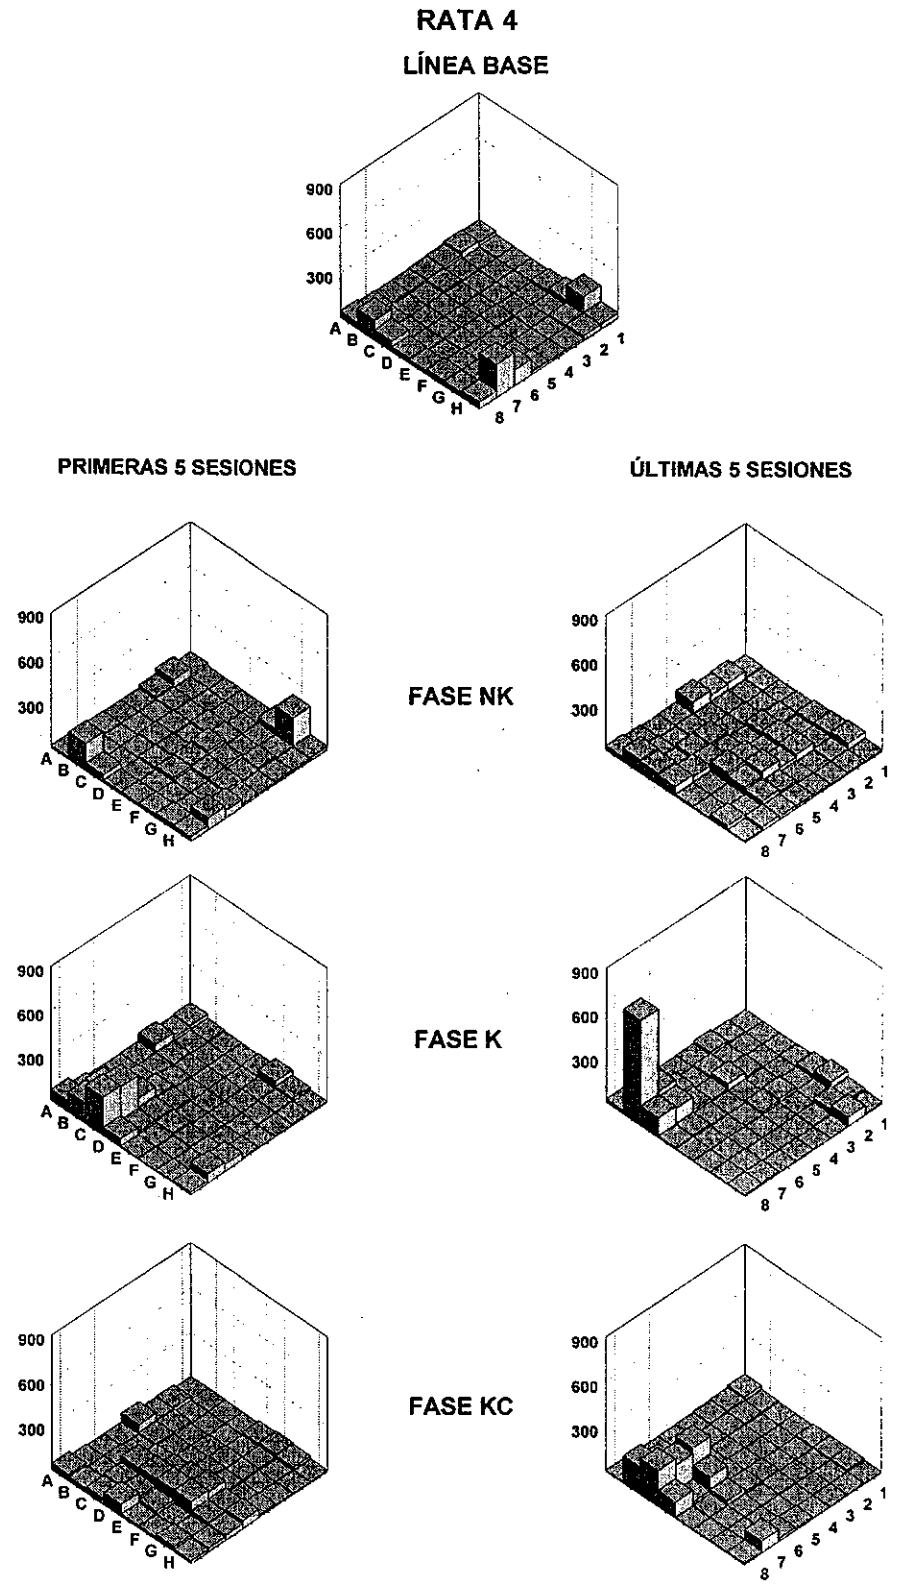 RATA 4
LÍNEA BASE
900
600
300
A B C D E F G H
8 7 6 5 4 3 2 1
PRIMERAS 5 SESIONES
ÚLTIMAS 5 SESIONES
900
600
300
A B C D E F G H
FASE NK
900
600
300
8 7 6 5 4 3 2 1
900
600
300
A B C D E F G H
FASE K
900
600
300
8 7 6 5 4 3 2 1
900
600
300
A B C D E F G H
FASE KC
900
600
300
8 7 6 5 4 3 2 1